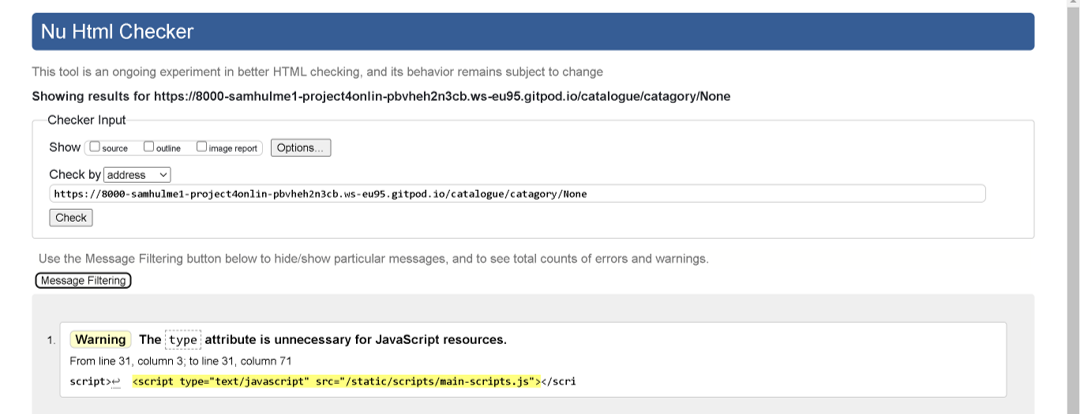 Nu Html Checker
This tool is an ongoing experiment in better HTML checking, and its behavior remains subject to change
Showing results for https://8000-samhulme1-project4onlin-pbvheh2n3cb.ws-eu95.gitpod.io/catalogue/catagory/None
Checker Input
Show source outline image report Options...
Check by address
https://8000-samhulme1-project4onlin-pbvheh2n3cb.ws-eu95.gitpod.io/catalogue/catagory/None
Check
Use the Message Filtering button below to hide/show particular messages, and to see total counts of errors and warnings.
Message Filtering
1. Warning The type attribute is unnecessary for JavaScript resources.
From line 31, column 3; to line 31, column 71
script>↩ <script type="text/javascript" src="/static/scripts/main-scripts.js"></scri